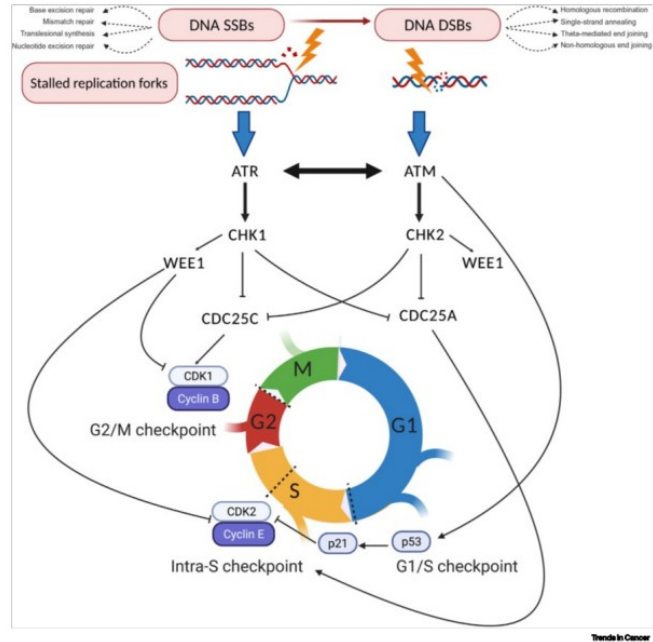 Base excision repair
Mismatch repair
Translesional synthesis
Nucleotide excision repair
DNA SSBs
DNA DSBs
Homologous recombination
Single-strand annealing
Theta-mediated end joining
Non-homologous end joining
Stalled replication forks
ATR
ATM
CHK1
CHK2
WEE1
WEE1
CDC25C
CDC25A
CDK1
Cyclin B
G2/M checkpoint
M
G2
G1
S
CDK2
Cyclin E
p21
p53
Intra-S checkpoint
G1/S checkpoint
Trends in Cancer